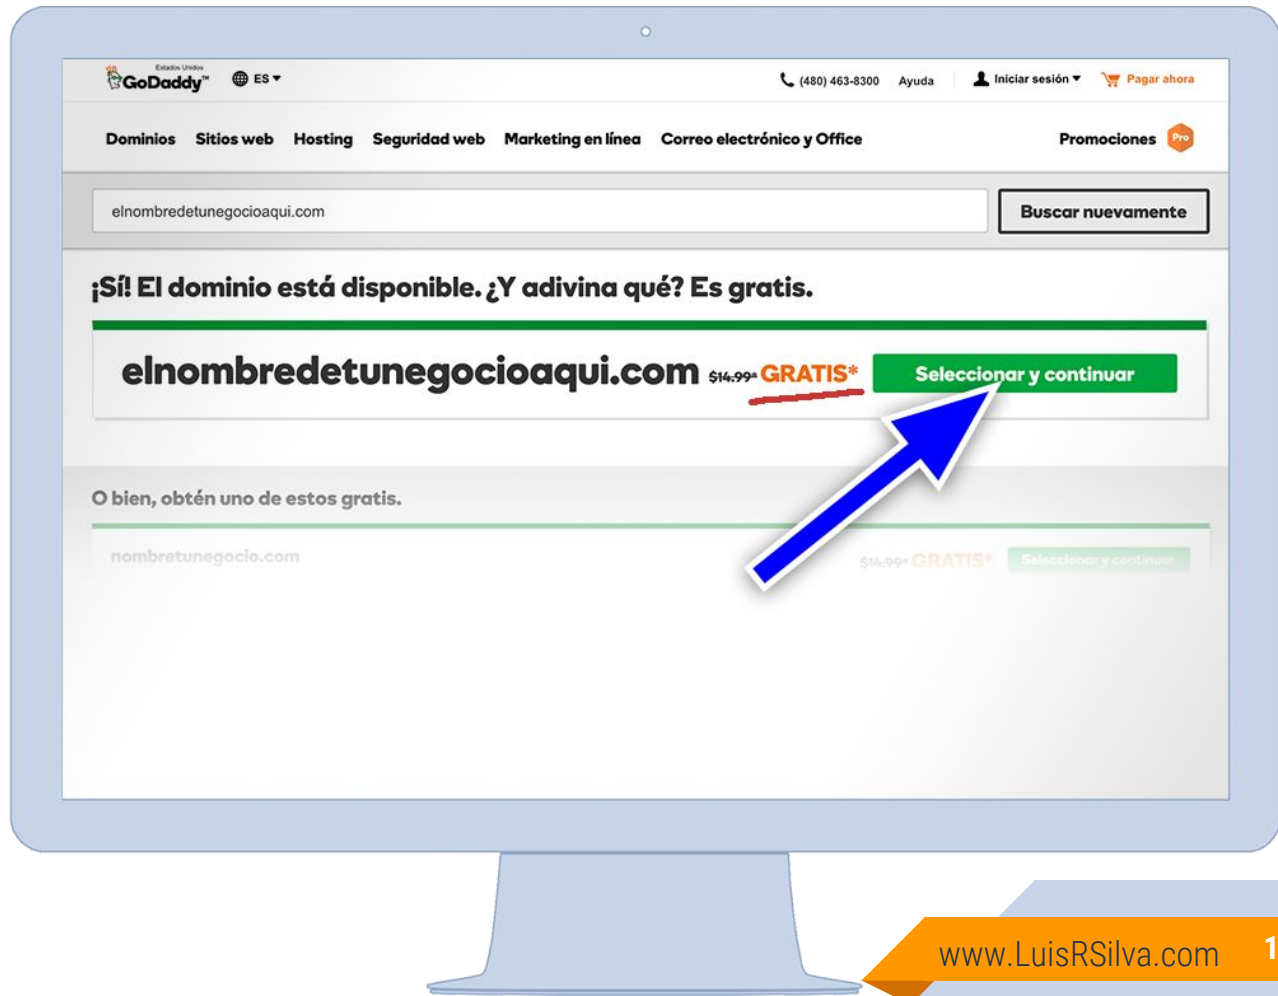 Estados Unidos
GoDaddy™ ES
(480) 463-8300 Ayuda Iniciar sesión Pagar ahora
Dominios Sitios web Hosting Seguridad web Marketing en línea Correo electrónico y Office Promociones Pro
elnombredetunegocioaqui.com Buscar nuevamente
¡Sí! El dominio está disponible. ¿Y adivina qué? Es gratis.
elnombredetunegocioaqui.com $14.99* GRATIS* Seleccionar y continuar
O bien, obtén uno de estos gratis.
nombretunegocio.com $14.99* GRATIS* Seleccionar y continuar
www.LuisRSilva.com 1